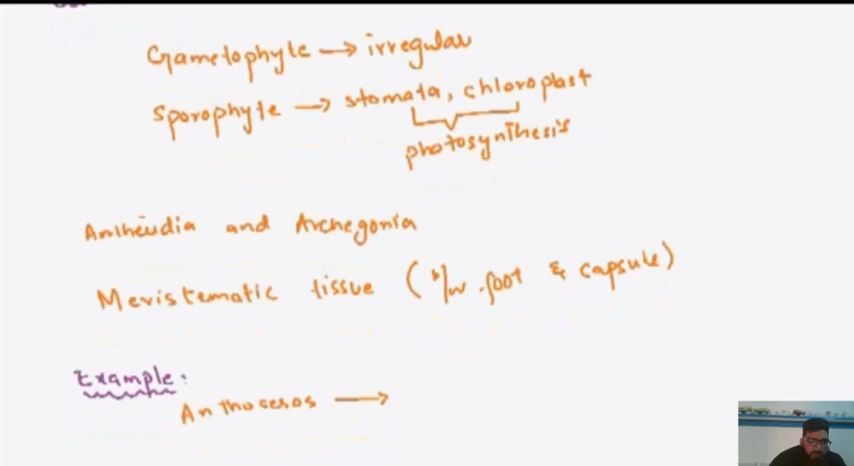 Gametophyte → irregular
Sporophyte → stomata, chloroplast
photosynthesis
Antheridia and Archegonia
Meristematic tissue (b/w foot & capsule)
Example:
Anthoceros →